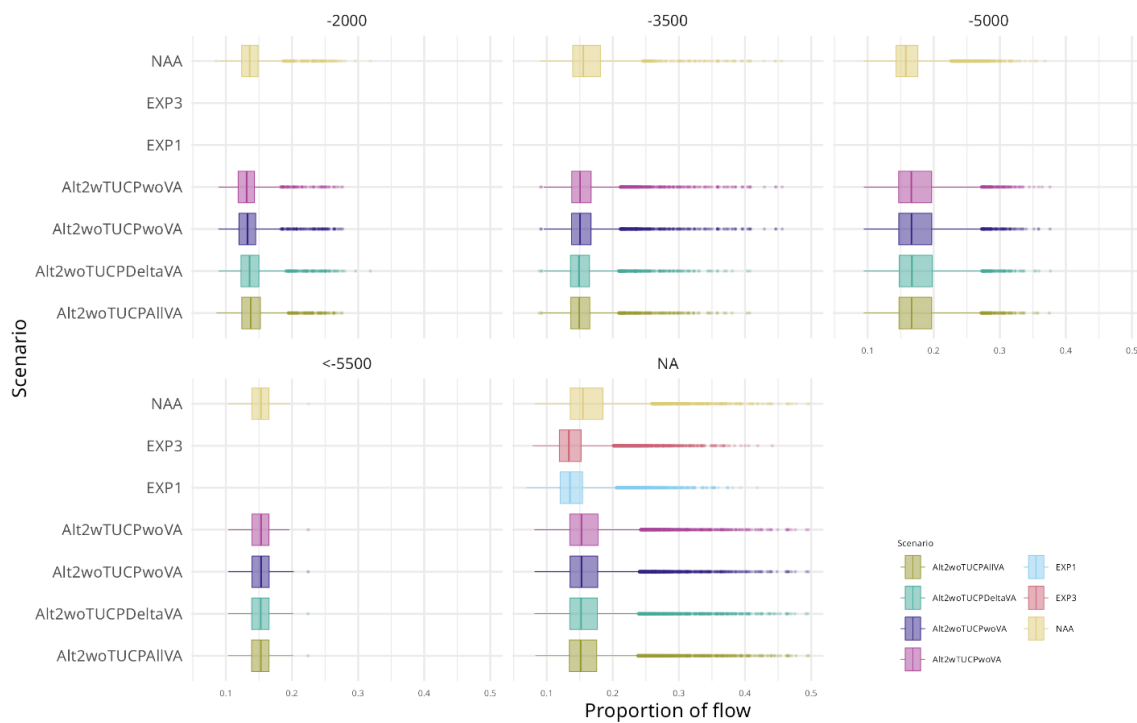 -2000
-3500
-5000
NAA
EXP3
EXP1
Alt2wTUCPwoVA
Alt2woTUCPwoVA
Alt2woTUCPDeltaVA
Alt2woTUCPAllVA
0.1 0.2 0.3 0.4 0.5
Scenario
<-5500
NA
NAA
EXP3
EXP1
Alt2wTUCPwoVA
Alt2woTUCPwoVA
Alt2woTUCPDeltaVA
Alt2woTUCPAllVA
0.1 0.2 0.3 0.4 0.5
0.1 0.2 0.3 0.4 0.5
Proportion of flow
Scenario
Alt2woTUCPAllVA
Alt2woTUCPDeltaVA
Alt2woTUCPwoVA
Alt2wTUCPwoVA
EXP1
EXP3
NAA